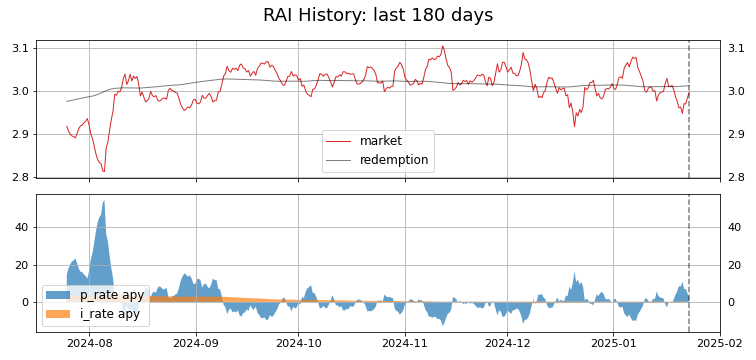 RAI History: last 180 days
3.1 3.1
3.0 3.0
2.9 2.9
2.8 2.8
market
redemption
40 40
20 20
0 0
p_rate apy
i_rate apy
2024-08 2024-09 2024-10 2024-11 2024-12 2025-01 2025-02